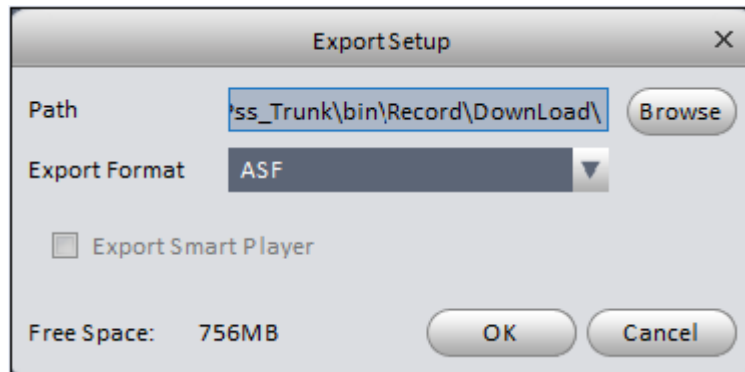 Export Setup
Path ss_Trunk\bin\Record\DownLoad\ Browse
Export Format ASF
Export Smart Player
Free Space: 756MB OK Cancel